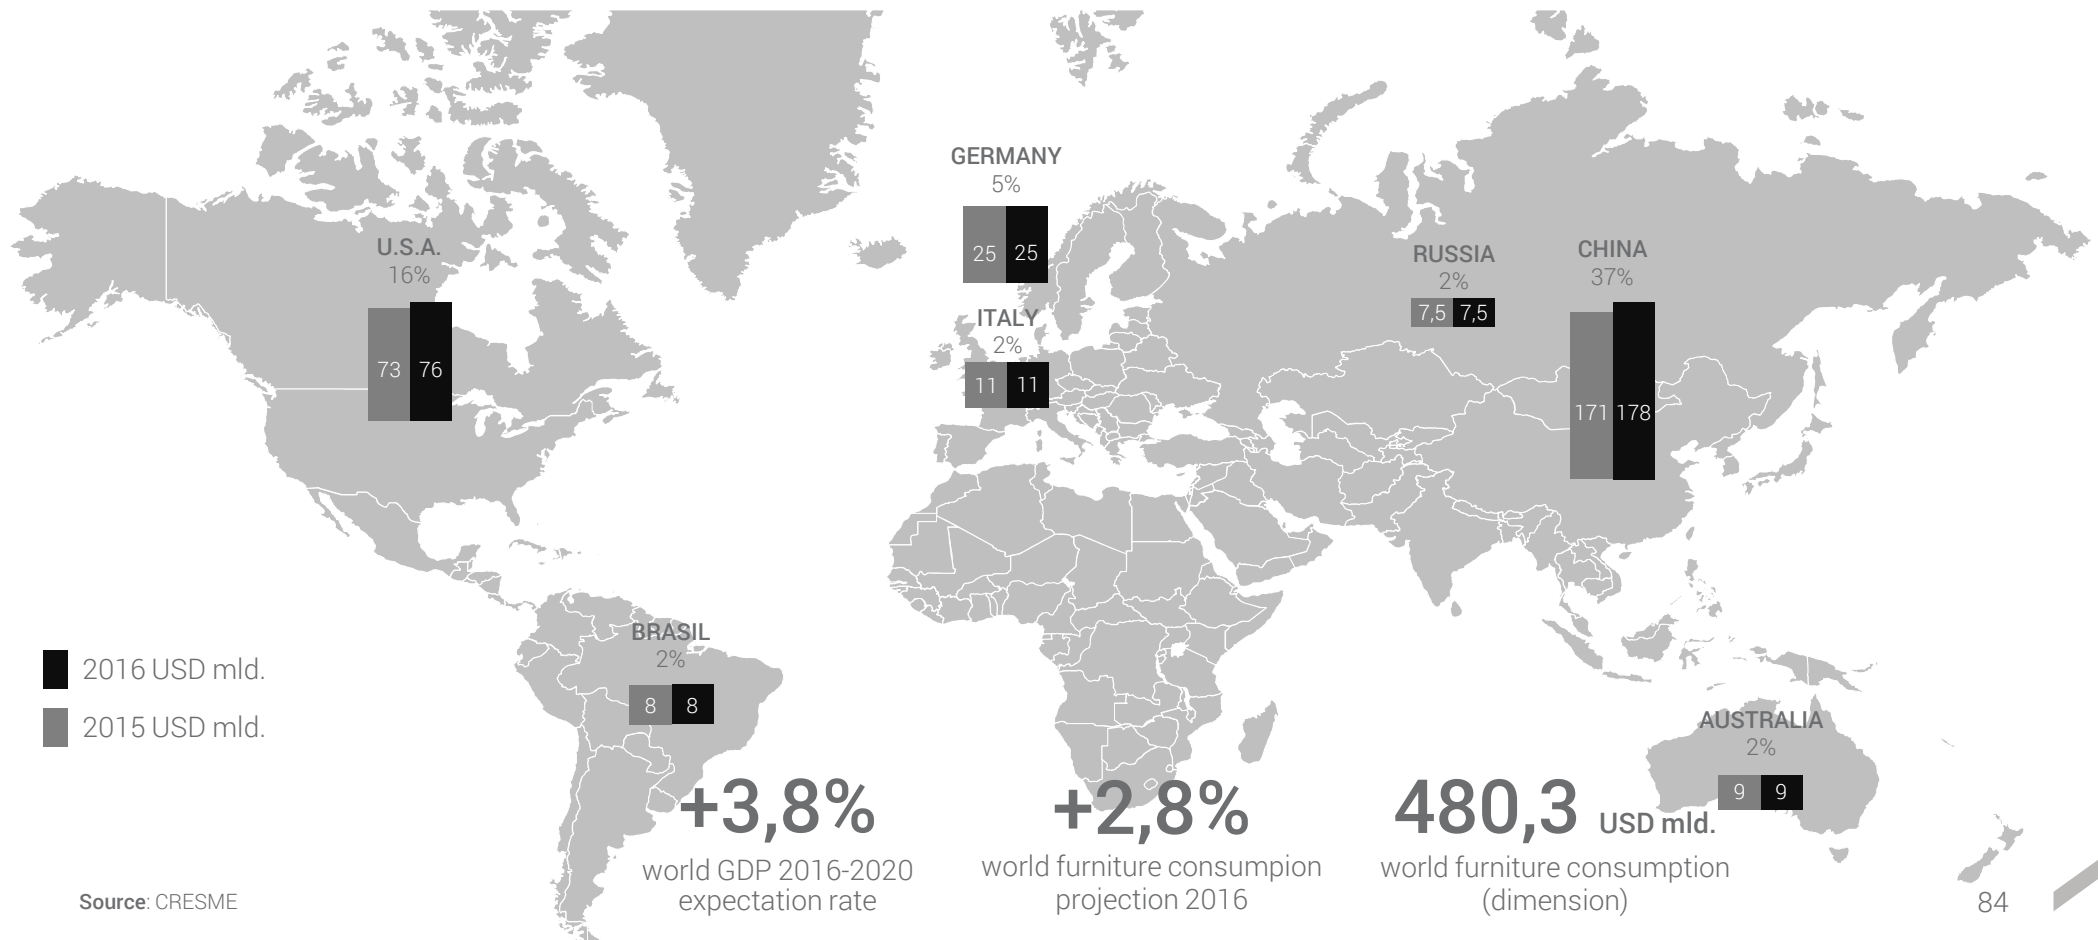 GERMANY
5%
25 25
U.S.A.
16%
73 76
ITALY
2%
11 11
RUSSIA
2%
7,5 7,5
CHINA
37%
171 178
BRASIL
2%
8 8
AUSTRALIA
2%
9 9
2016 USD mld.
2015 USD mld.
+3,8%
world GDP 2016-2020
expectation rate
+2,8%
world furniture consumpion
projection 2016
480,3 USD mld.
world furniture consumption
(dimension)
Source: CRESME
84